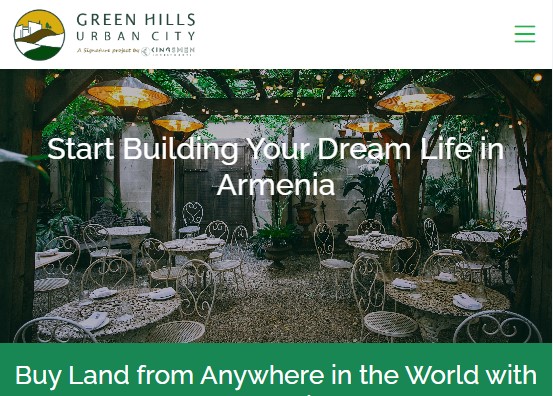 GREEN HILLS
URBAN CITY
A Signature project by KINGSMEN
Start Building Your Dream Life in
Armenia
Buy Land from Anywhere in the World with